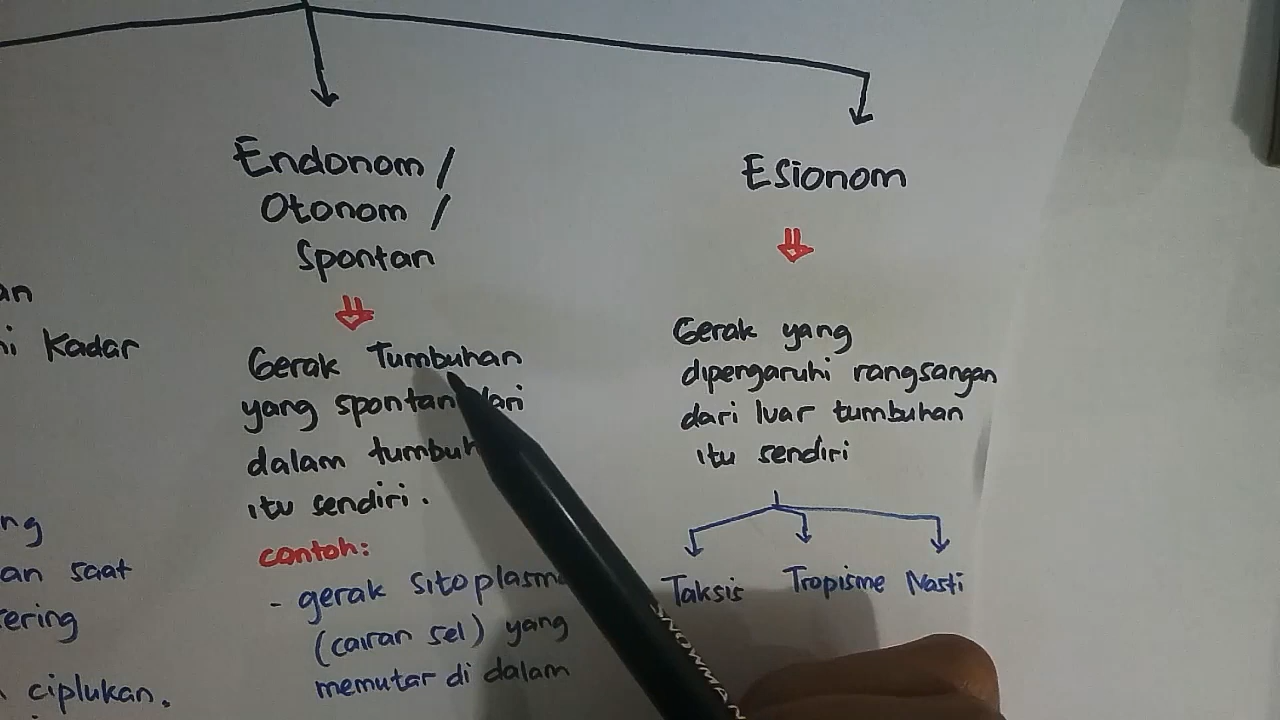 an
ni Kadar
ng
an saat
ering
ciplukan.
Endonom /
Otonom /
Spontan
Gerak Tumbuhan
yang spontan dari
dalam
itu sendiri.
contoh:
- gerak
(cairan sel) yang
memutar di dalam
Esionom
Gerak yang
dipengaruhi rangsangan
dari luar tumbuhan
itu sendiri
Taksis Tropisme Nasti